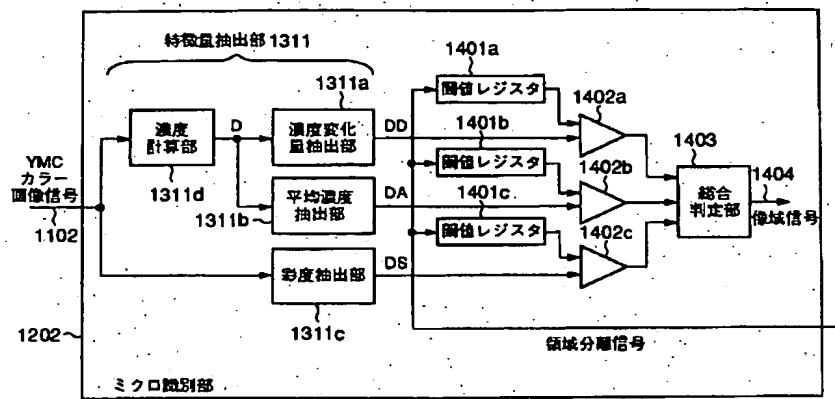 特徴量抽出部1311
1311a
1401a
閾値レジスタ
1402a
濃度
計算部
D
濃度変化
量抽出部
DD
1401b
閾値レジスタ
1403
YMC
カラー
画像信号
1311d
1402b
1404
総合
判定部
1401c
平均濃度
抽出部
DA
1311b
閾値レジスタ
像域信号
1102
1402c
彩度抽出部
DS
1311c
1202
領域分離信号
ミクロ識別部